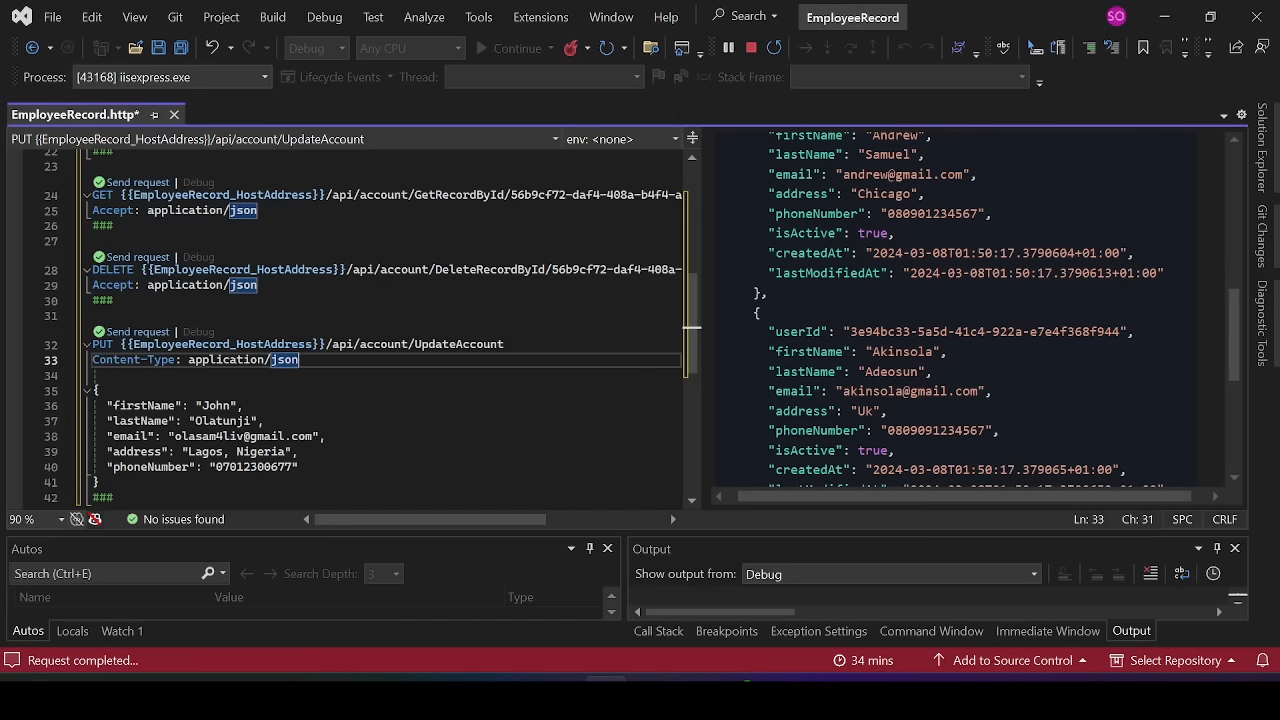 File Edit View Git Project Build Debug Test Analyze Tools Extensions Window Help Search EmployeeRecord SO
Debug Any CPU Continue
Process: [43168] iisexpress.exe Lifecycle Events Thread: Stack Frame:
EmployeeRecord.http*
PUT {{EmployeeRecord_HostAddress}}/api/account/UpdateAccount env: <none>
22 ###
23
Send request | Debug
24 GET {{EmployeeRecord_HostAddress}}/api/account/GetRecordById/56b9cf72-daf4-408a-b4f4-a
25 Accept: application/json
26 ###
27
Send request | Debug
28 DELETE {{EmployeeRecord_HostAddress}}/api/account/DeleteRecordById/56b9cf72-daf4-408a-
29 Accept: application/json
30 ###
31
Send request | Debug
32 PUT {{EmployeeRecord_HostAddress}}/api/account/UpdateAccount
33 Content-Type: application/json
34
35 {
36 "firstName": "John",
37 "lastName": "Olatunji",
38 "email": "olasam4liv@gmail.com",
39 "address": "Lagos, Nigeria",
40 "phoneNumber": "07012300677"
41 }
42 ###
"firstName": "Andrew",
"lastName": "Samuel",
"email": "andrew@gmail.com",
"address": "Chicago",
"phoneNumber": "080901234567",
"isActive": true,
"createdAt": "2024-03-08T01:50:17.3790604+01:00",
"lastModifiedAt": "2024-03-08T01:50:17.3790613+01:00"
},
{
"userId": "3e94bc33-5a5d-41c4-922a-e7e4f368f944",
"firstName": "Akinsola",
"lastName": "Adeosun",
"email": "akinsola@gmail.com",
"address": "Uk",
"phoneNumber": "0809091234567",
"isActive": true,
"createdAt": "2024-03-08T01:50:17.379065+01:00",
Solution Explorer
Git Changes
Diagnostic Tools
90 % No issues found Ln: 33 Ch: 31 SPC CRLF
Autos
Search (Ctrl+E) Search Depth: 3
Name Value Type
Autos Locals Watch 1
Output
Show output from: Debug
Call Stack Breakpoints Exception Settings Command Window Immediate Window Output
Request completed... 34 mins Add to Source Control Select Repository